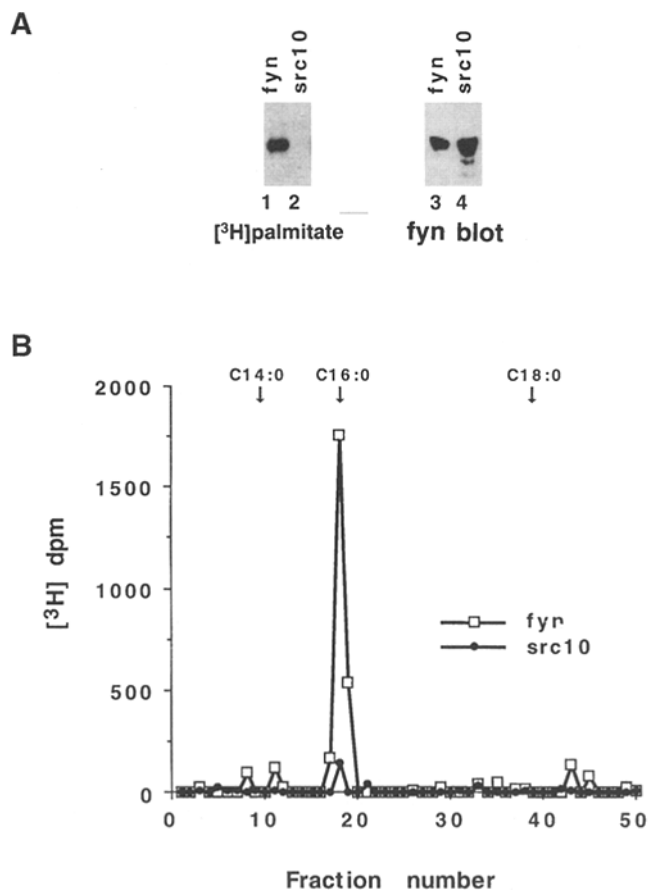 A
fyn src10 fyn src10
1 2 3 4
[³H]palmitate fyn blot
B
C14:0 C16:0 C18:0
↓ ↓ ↓
2000
1500
1000
500
0
[³H] dpm
fyn
src10
0 10 20 30 40 50
Fraction number